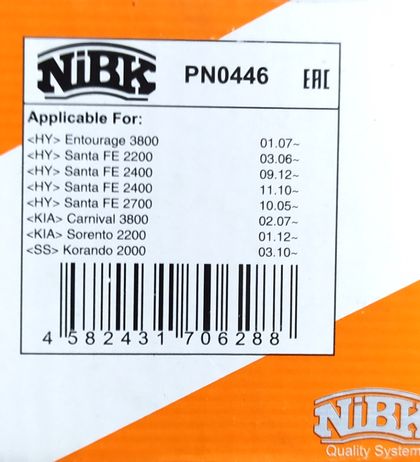 NiBK PN0446 EAC
Applicable For:
<HY> Entourage 3800 01.07~
<HY> Santa FE 2200 03.06~
<HY> Santa FE 2400 09.12~
<HY> Santa FE 2400 11.10~
<HY> Santa FE 2700 10.05~
<KIA> Carnival 3800 02.07~
<KIA> Sorento 2200 01.12~
<SS> Korando 2000 03.10~
4 582431 706288
NiBK
Quality System